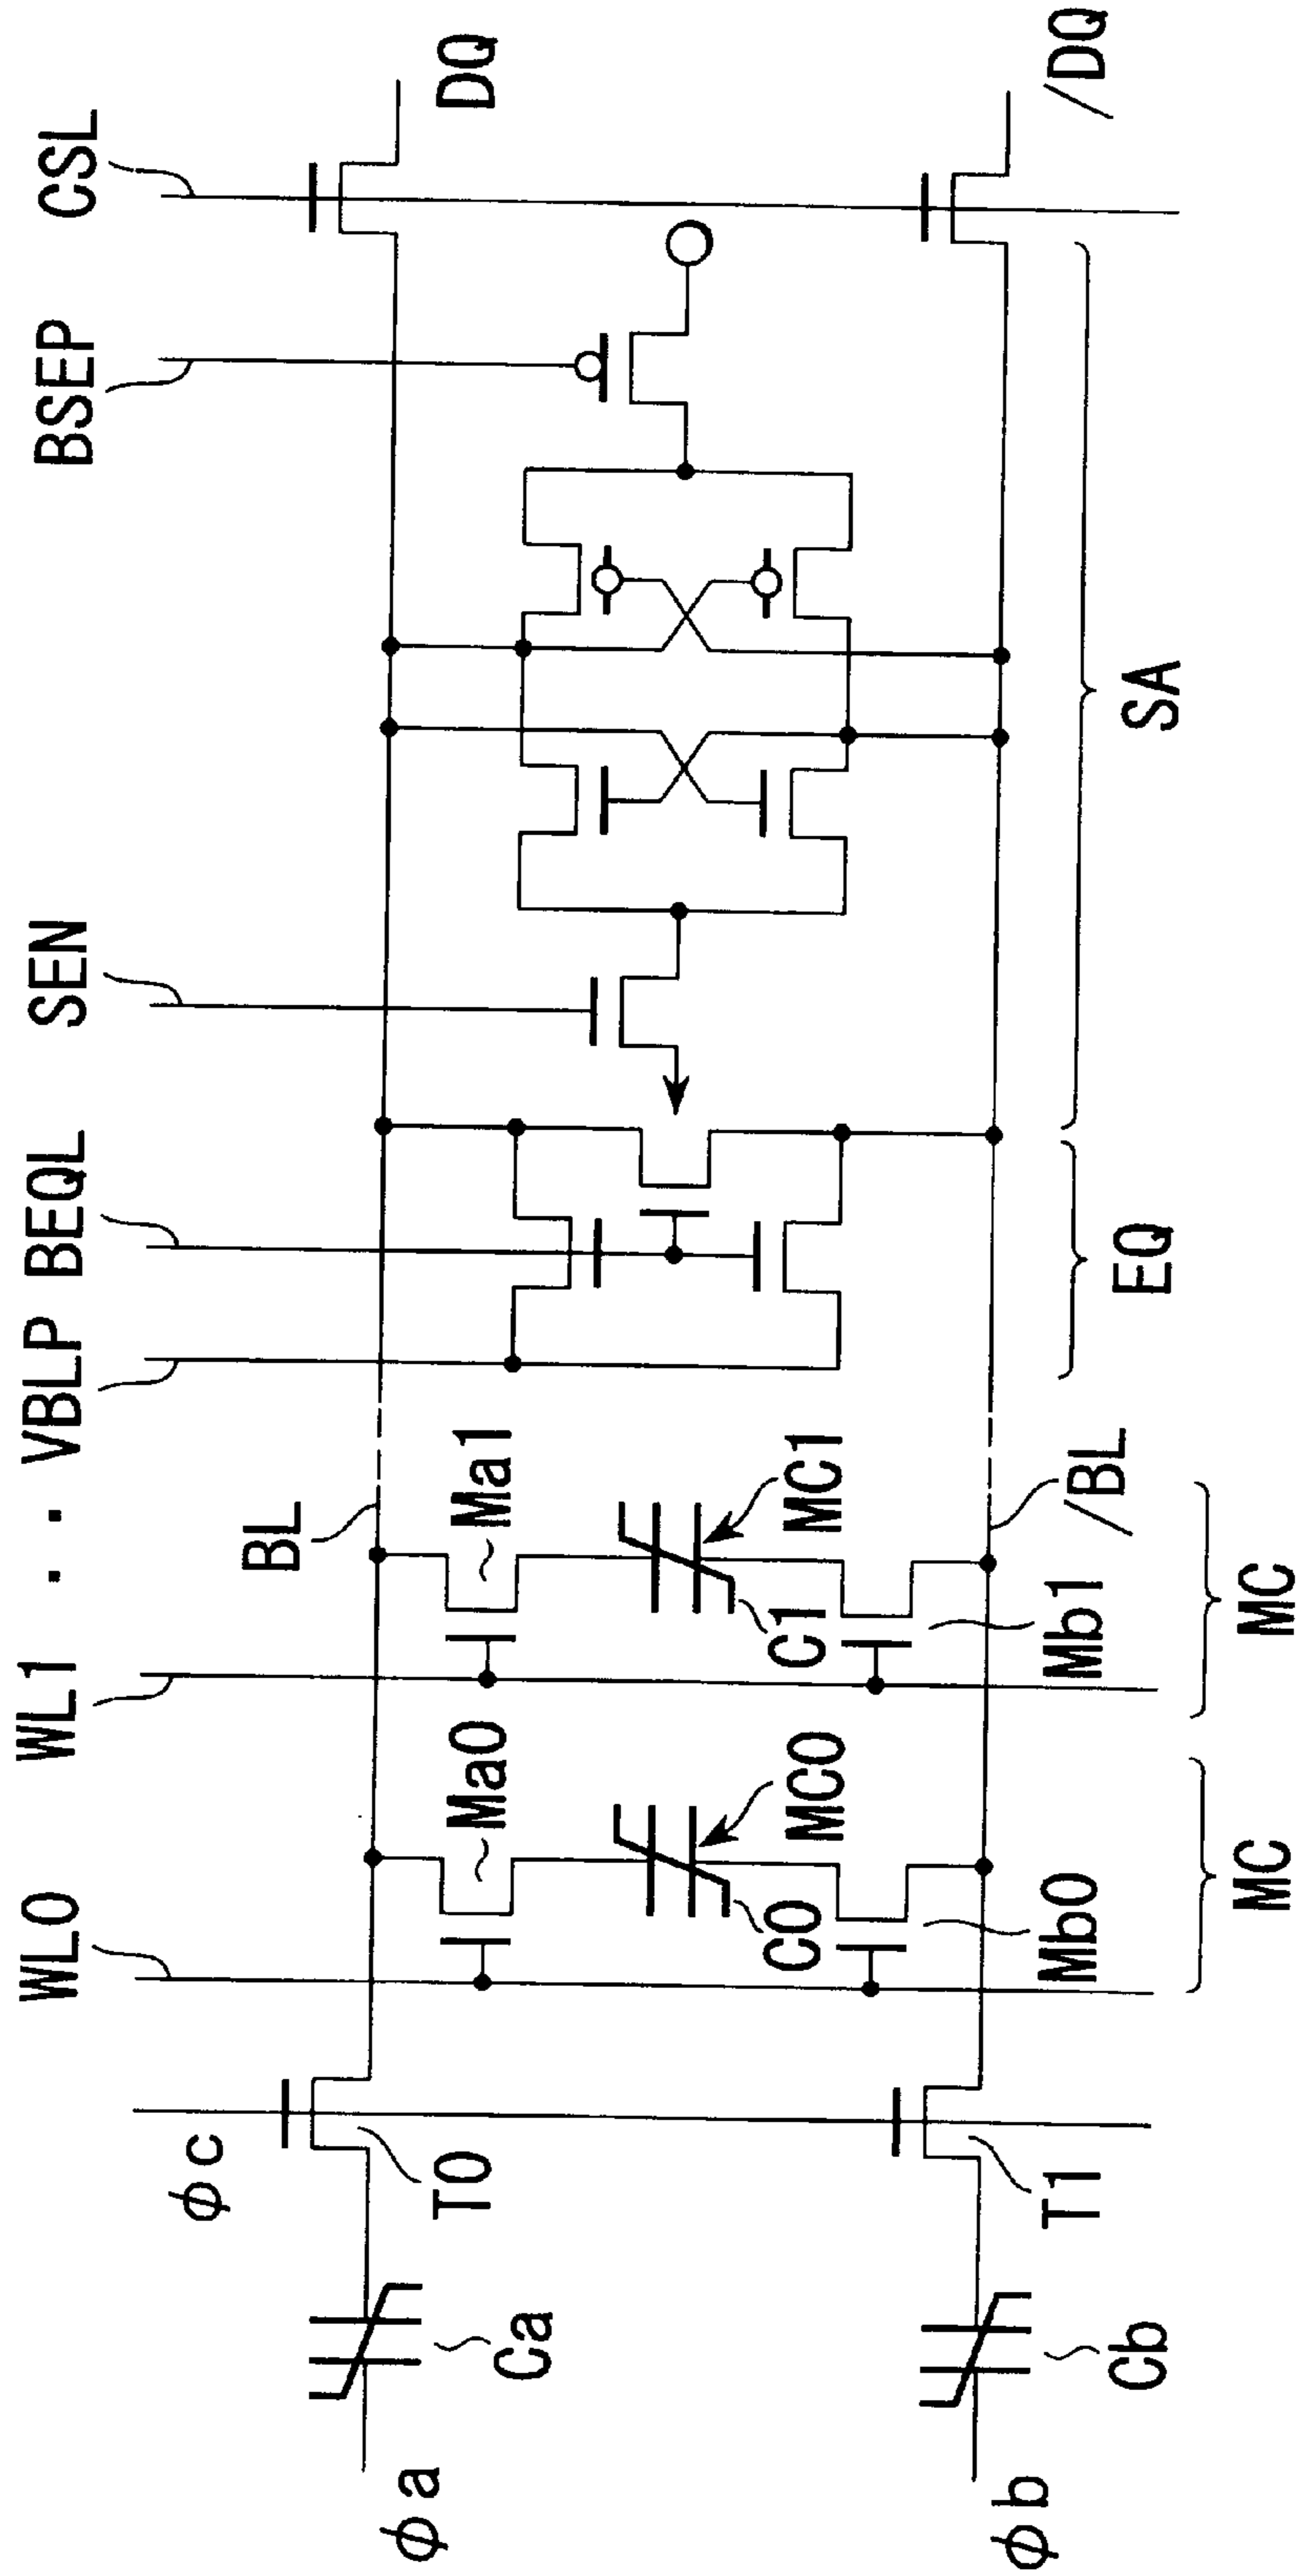 WL0 WL1 · · VBLP BEQL SEN BSEP CSL
φc
BL
DQ
T0
Ma0
Ma1
φa
Ca
C0
MC0
C1
MC1
T1
Mb0
Mb1
/BL
/DQ
φb
Cb
MC
MC
EQ
SA